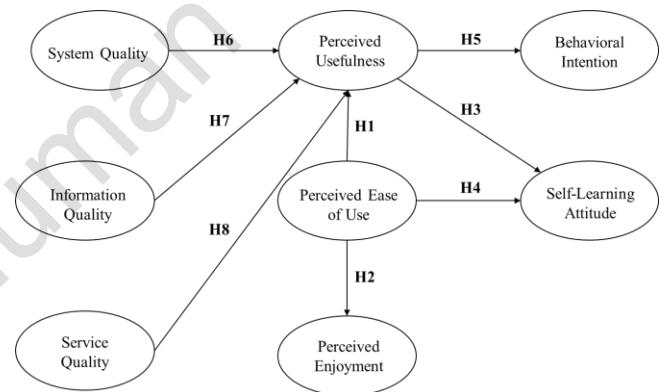 System Quality
H6
Perceived
Usefulness
H5
Behavioral
Intention
H7
H1
H3
Information
Quality
H8
Perceived Ease
of Use
H4
Self-Learning
Attitude
H2
Service
Quality
Perceived
Enjoyment
uman